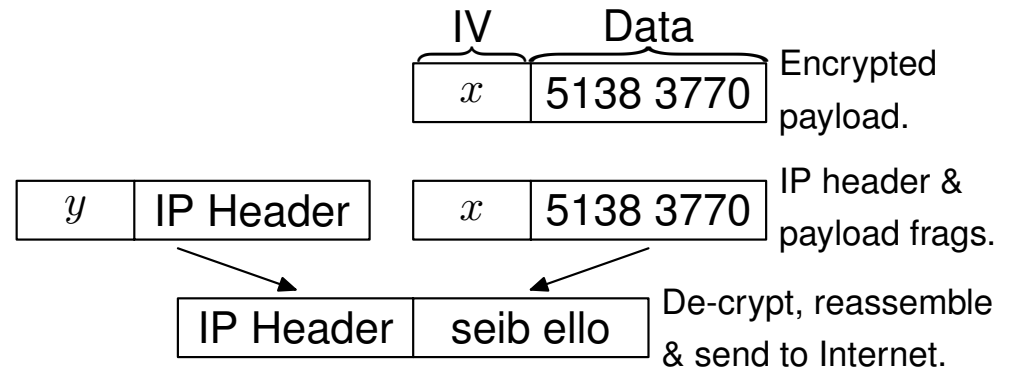 IV Data
x 5138 3770 Encrypted
payload.
y IP Header x 5138 3770 IP header &
payload frags.
IP Header seib ello De-crypt, reassemble
& send to Internet.